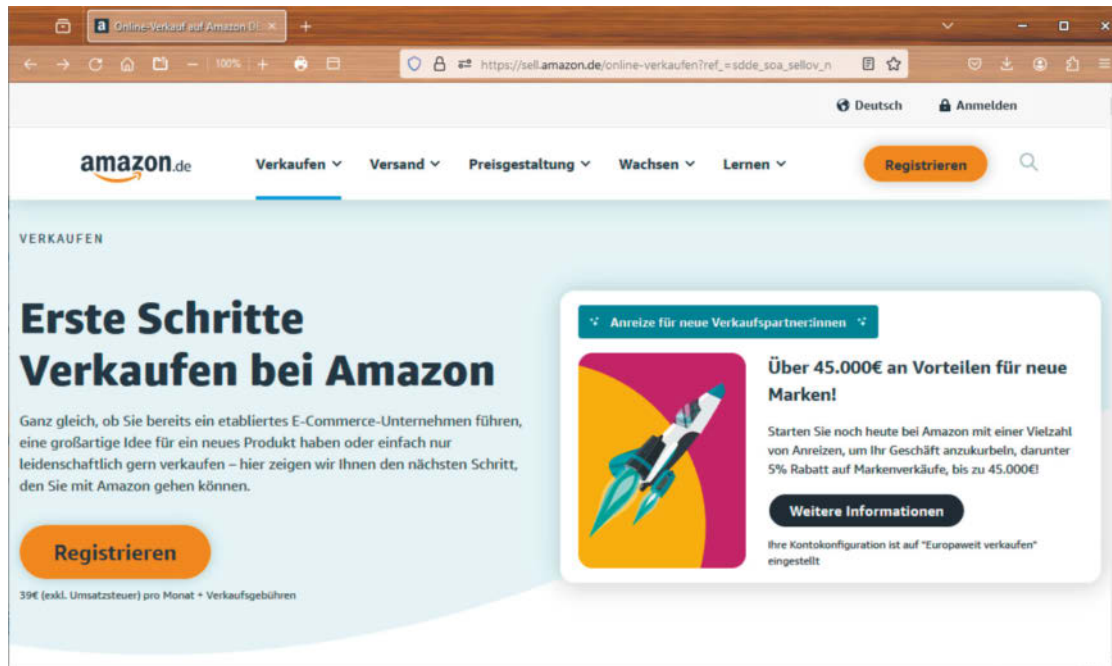 Online-Verkauf auf Amazon
100%
https://sell.amazon.de/online-verkaufen?ref_=sdde_soa_sellov_n
Deutsch Anmelden
amazon.de Verkaufen Versand Preisgestaltung Wachsen Lernen Registrieren
VERKAUFEN
Erste Schritte
Verkaufen bei Amazon
Ganz gleich, ob Sie bereits ein etabliertes E-Commerce-Unternehmen führen,
eine großartige Idee für ein neues Produkt haben oder einfach nur
leidenschaftlich gern verkaufen – hier zeigen wir Ihnen den nächsten Schritt,
den Sie mit Amazon gehen können.
Registrieren
39€ (exkl. Umsatzsteuer) pro Monat + Verkaufsgebühren
Anreize für neue Verkaufspartner:innen
Über 45.000€ an Vorteilen für neue
Marken!
Starten Sie noch heute bei Amazon mit einer Vielzahl
von Anreizen, um Ihr Geschäft anzukurbeln, darunter
5% Rabatt auf Markenverkäufe, bis zu 45.000€!
Weitere Informationen
Ihre Kontokonfiguration ist auf "Europaweit verkaufen"
eingestellt